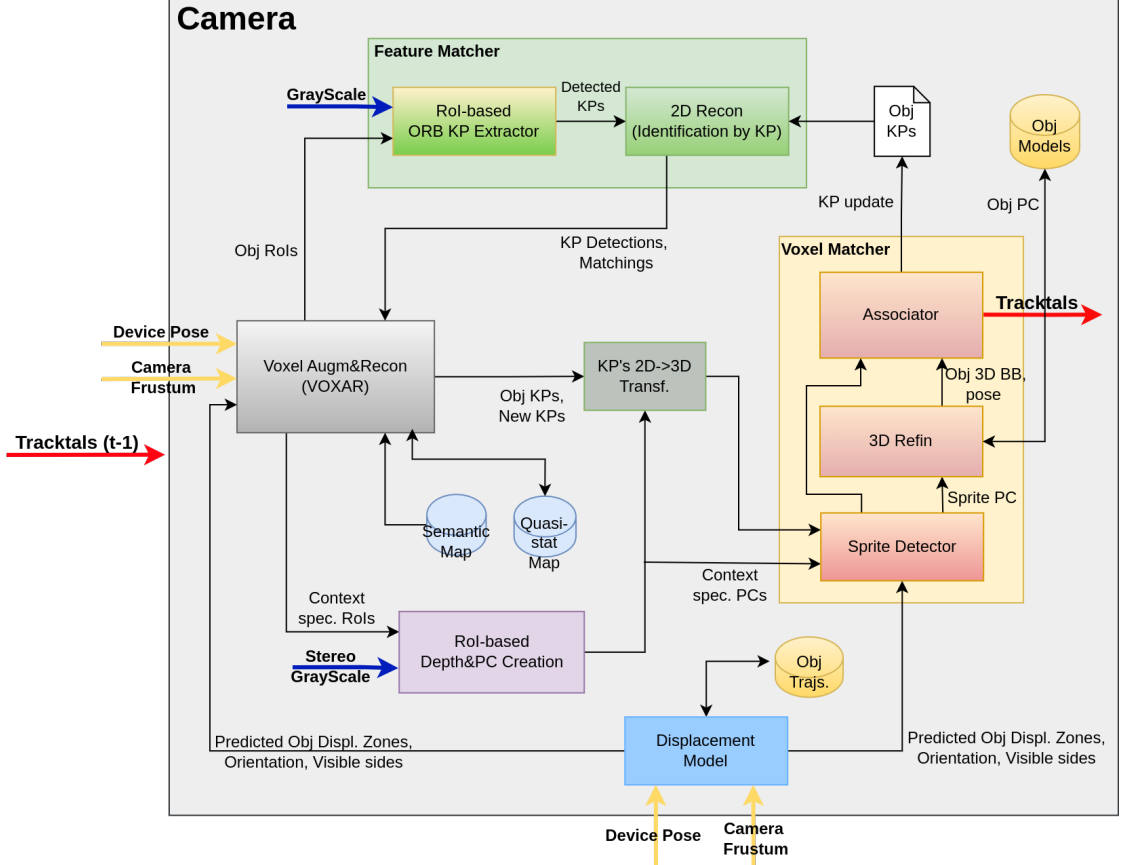 Camera
Feature Matcher
GrayScale
RoI-based
ORB KP Extractor
Detected
KPs
2D Recon
(Identification by KP)
Obj
KPs
Obj
Models
KP update
Obj PC
Obj RoIs
KP Detections,
Matchings
Voxel Matcher
Associator
Tracktals
Device Pose
Camera
Frustum
Voxel Augm&Recon
(VOXAR)
KP's 2D->3D
Transf.
Obj KPs,
New KPs
Obj 3D BB,
pose
3D Refin
Tracktals (t-1)
Sprite PC
Semantic
Map
Quasi-
stat
Map
Sprite Detector
Context
spec. PCs
Context
spec. RoIs
RoI-based
Depth&PC Creation
Stereo
GrayScale
Obj
Trajs.
Displacement
Model
Predicted Obj Displ. Zones,
Orientation, Visible sides
Predicted Obj Displ. Zones,
Orientation, Visible sides
Device Pose
Camera
Frustum